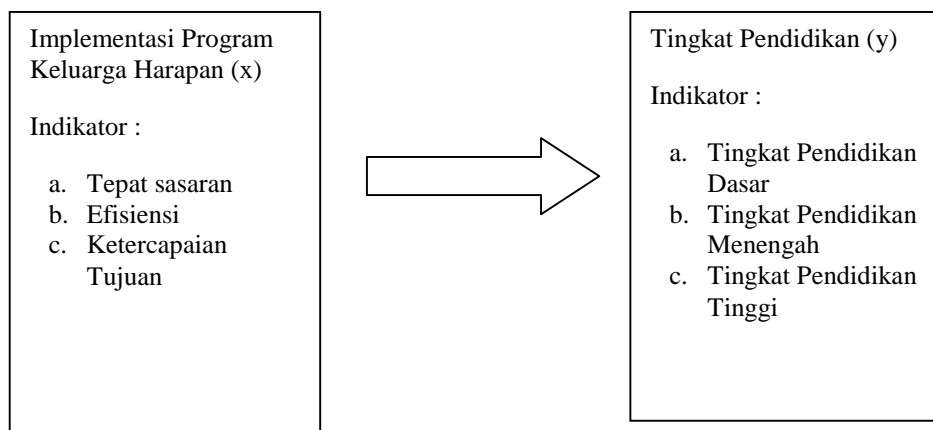 Implementasi Program
Keluarga Harapan (x)
Indikator :
a. Tepat sasaran
b. Efisiensi
c. Ketercapaian
Tujuan
Tingkat Pendidikan (y)
Indikator :
a. Tingkat Pendidikan
Dasar
b. Tingkat Pendidikan
Menengah
c. Tingkat Pendidikan
Tinggi